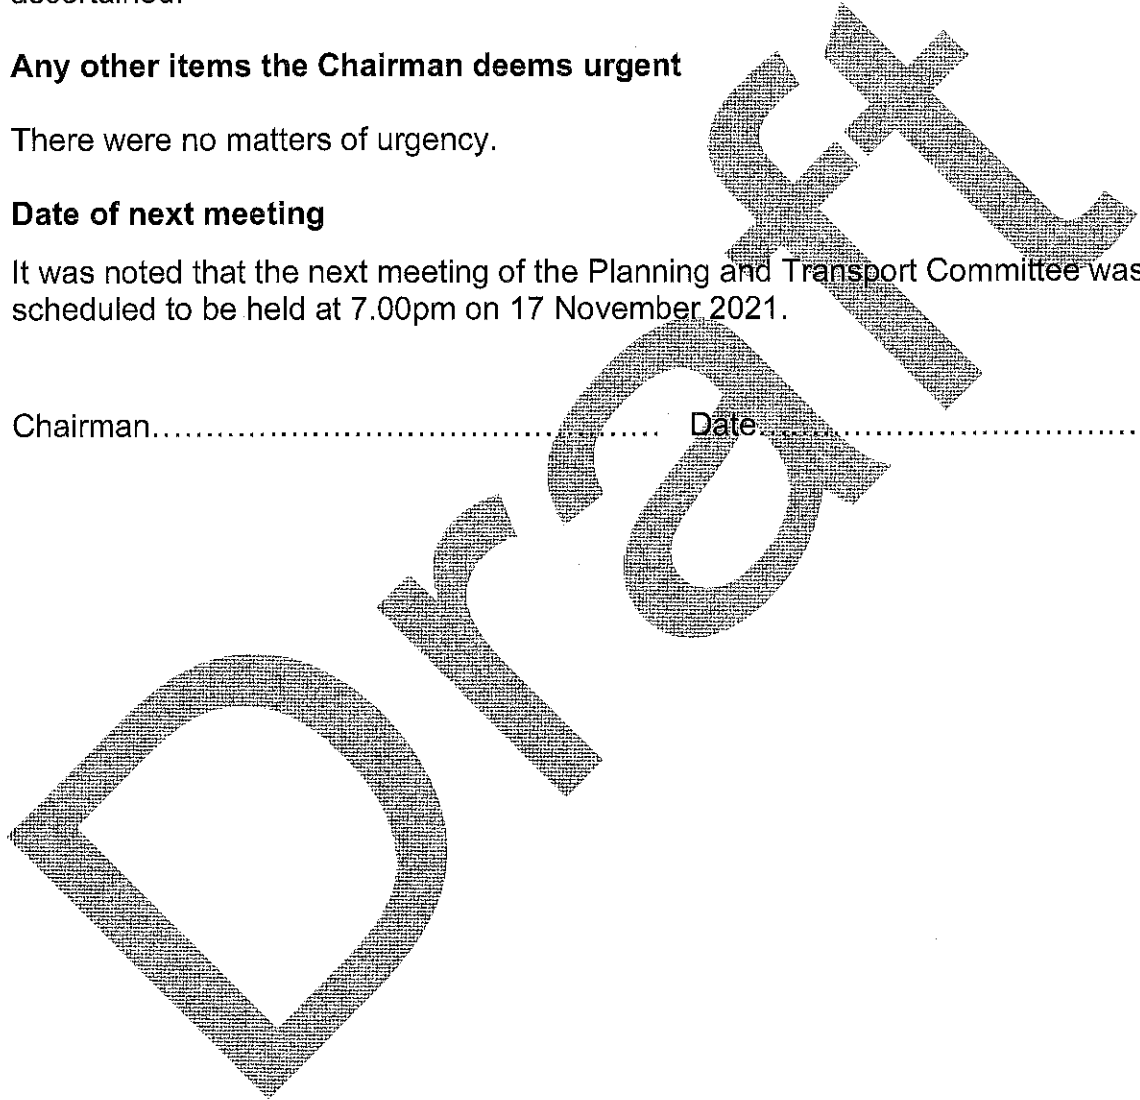 ascertained.
Any other items the Chairman deems urgent
There were no matters of urgency.
Date of next meeting
It was noted that the next meeting of the Planning and Transport Committee was
scheduled to be held at 7.00pm on 17 November 2021.
Chairman.................................................... Date.......................................
Draft